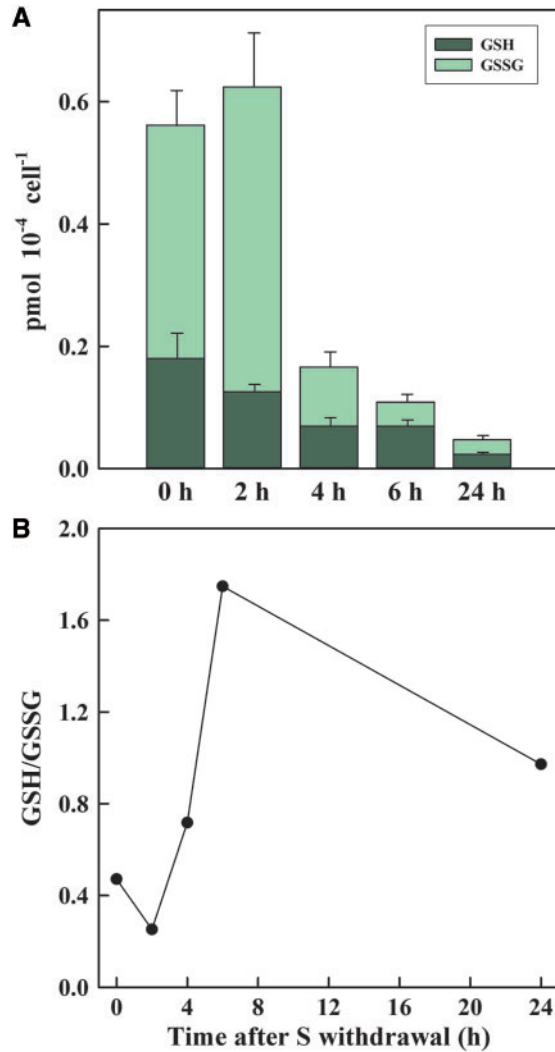 A
GSH
GSSG
0.6
0.4
0.2
0.0
pmol 10⁻⁴ cell⁻¹
0 h 2 h 4 h 6 h 24 h
B
2.0
1.6
1.2
0.8
0.4
0.0
GSH/GSSG
0 4 8 12 16 20 24
Time after S withdrawal (h)